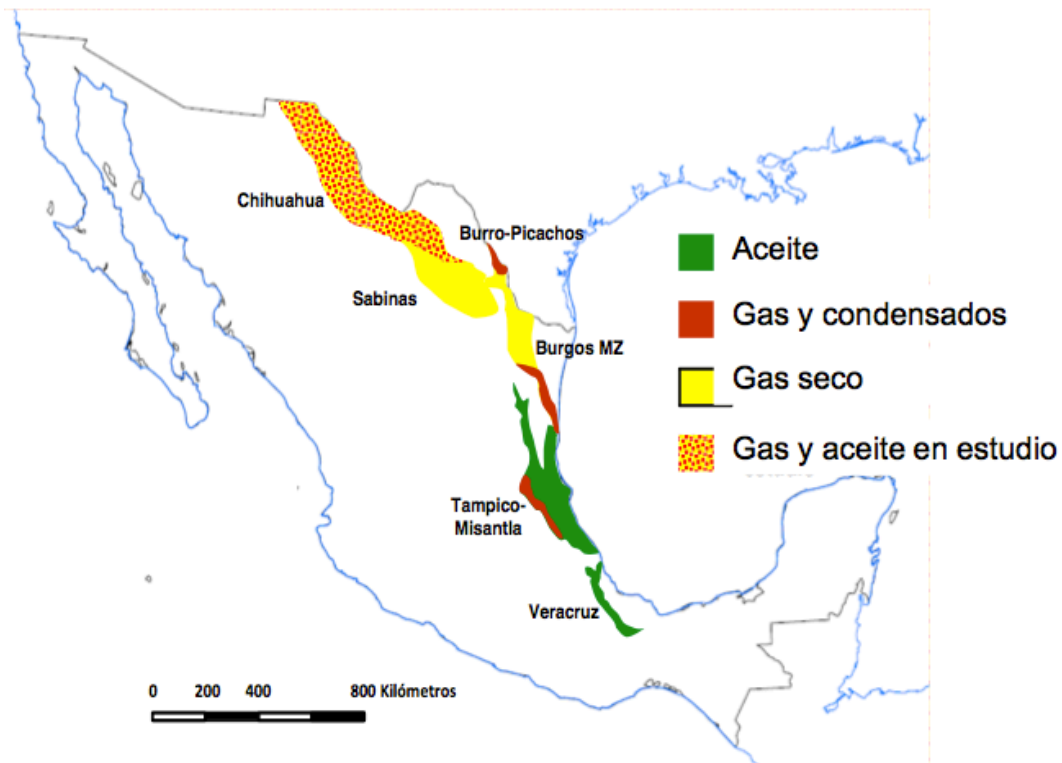 Chihuahua
Burro-Picachos
Sabinas
Burgos MZ
Tampico-
Misantla
Veracruz
Aceite
Gas y condensados
Gas seco
Gas y aceite en estudio
0 200 400 800 Kilómetros